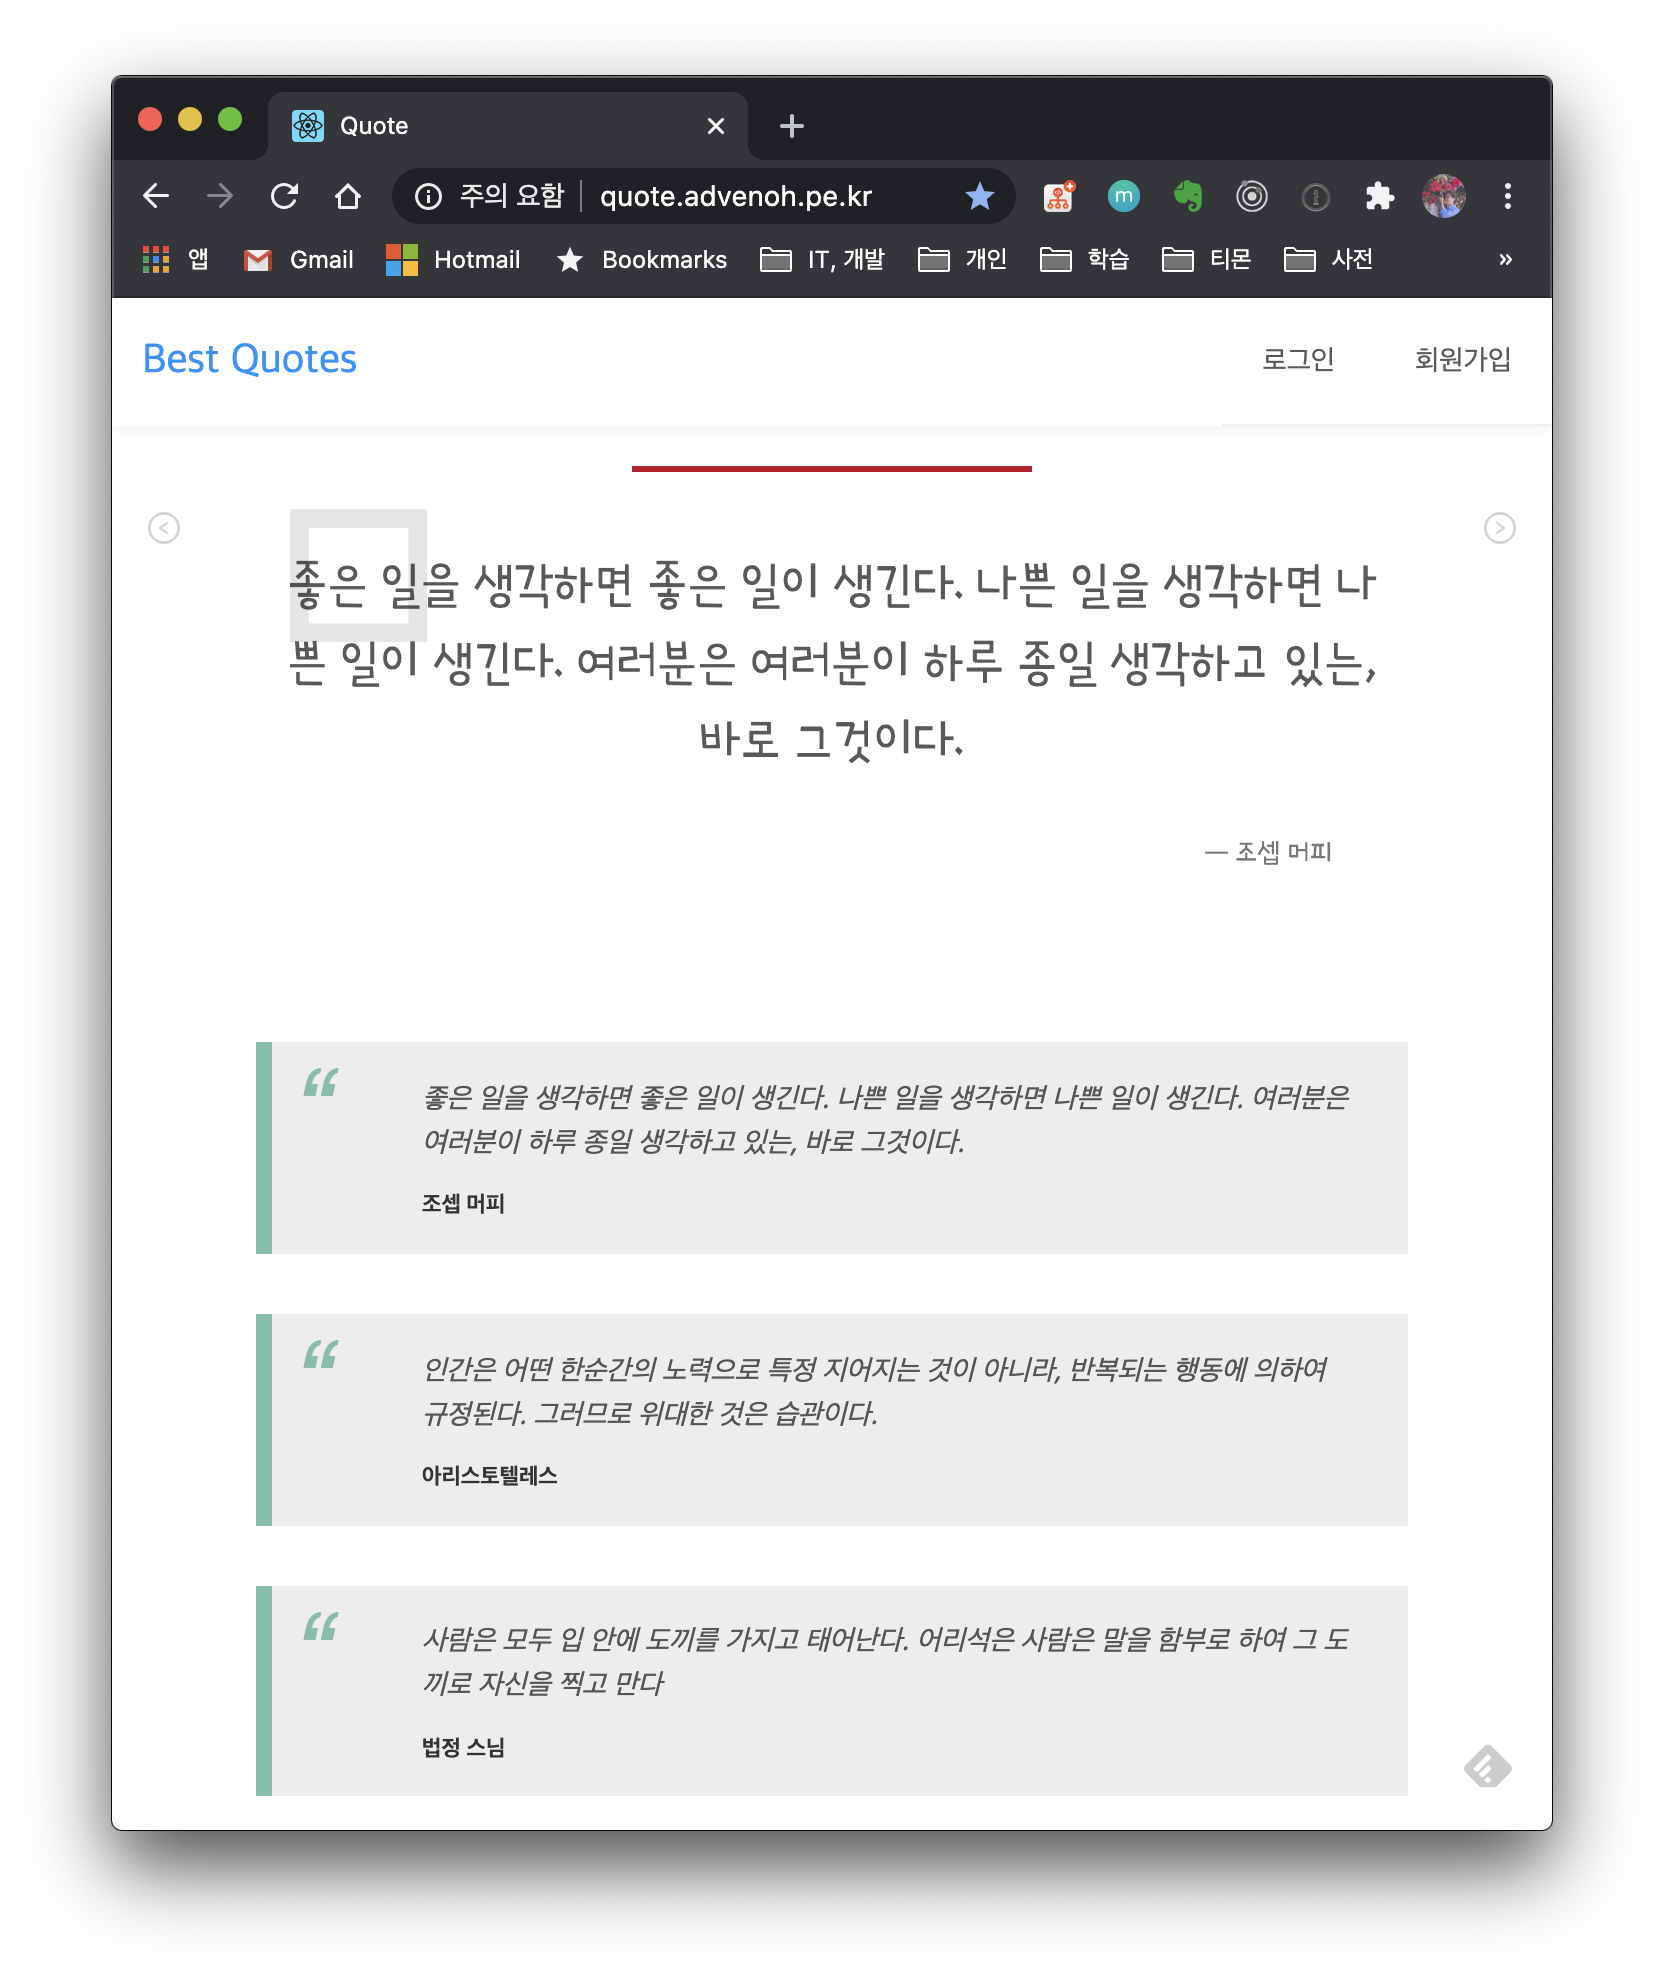 Quote
주의 요함 quote.advenoh.pe.kr m
앱 Gmail Hotmail Bookmarks IT, 개발 개인 학습 티몬 사전 »
Best Quotes 로그인 회원가입
좋은 일을 생각하면 좋은 일이 생긴다. 나쁜 일을 생각하면 나
쁜 일이 생긴다. 여러분은 여러분이 하루 종일 생각하고 있는,
바로 그것이다.
— 조셉 머피
“ 좋은 일을 생각하면 좋은 일이 생긴다. 나쁜 일을 생각하면 나쁜 일이 생긴다. 여러분은
여러분이 하루 종일 생각하고 있는, 바로 그것이다.
조셉 머피
“ 인간은 어떤 한순간의 노력으로 특정 지어지는 것이 아니라, 반복되는 행동에 의하여
규정된다. 그러므로 위대한 것은 습관이다.
아리스토텔레스
“ 사람은 모두 입 안에 도끼를 가지고 태어난다. 어리석은 사람은 말을 함부로 하여 그 도
끼로 자신을 찍고 만다
법정 스님